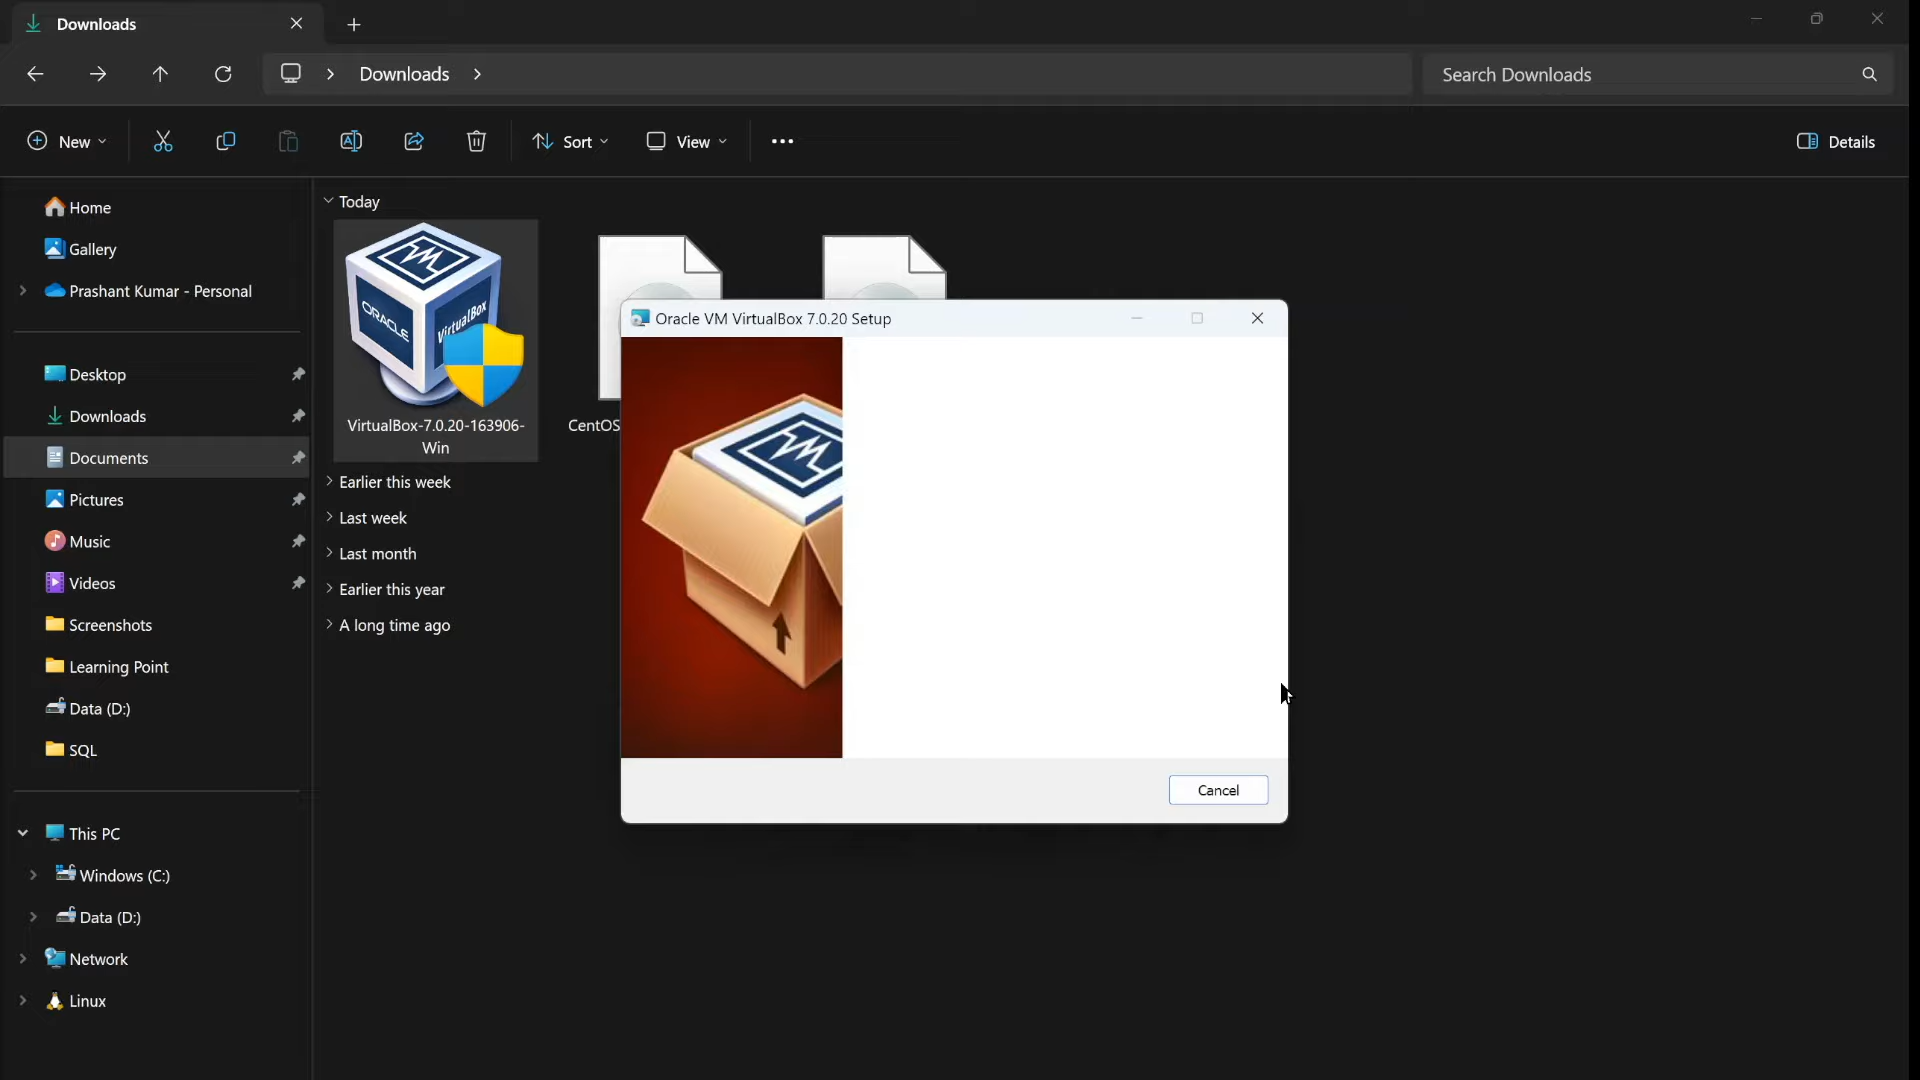 Downloads
Downloads
Search Downloads
New
Sort
View
Details
Home
Gallery
Prashant Kumar - Personal
Desktop
Downloads
Documents
Pictures
Music
Videos
Screenshots
Learning Point
Data (D:)
SQL
This PC
Windows (C:)
Data (D:)
Network
Linux
Today
ORACLE
VirtualBox
VirtualBox-7.0.20-163906-
Win
CentOS
Earlier this week
Last week
Last month
Earlier this year
A long time ago
Oracle VM VirtualBox 7.0.20 Setup
Cancel